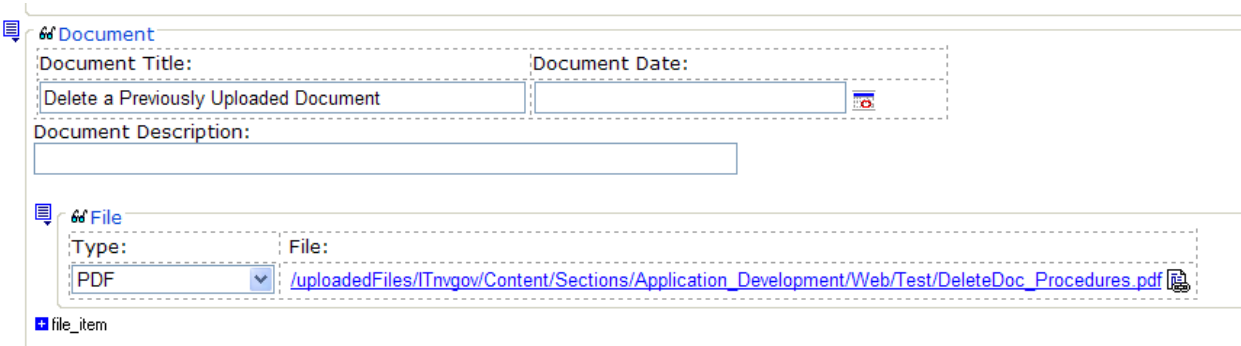 Document
Document Title: Document Date:
Delete a Previously Uploaded Document
Document Description:
File
Type: File:
PDF /uploadedFiles/ITnvgov/Content/Sections/Application_Development/Web/Test/DeleteDoc_Procedures.pdf
file_item